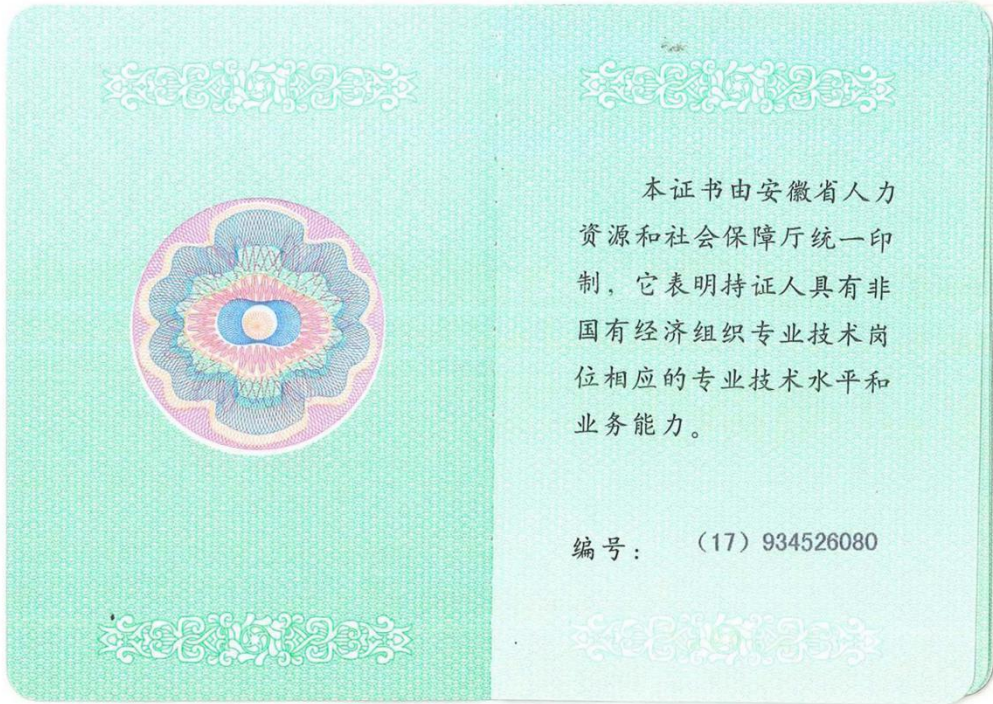 本证书由安徽省人力
资源和社会保障厅统一印
制，它表明持证人具有非
国有经济组织专业技术岗
位相应的专业技术水平和
业务能力。
编号： （17）934526080